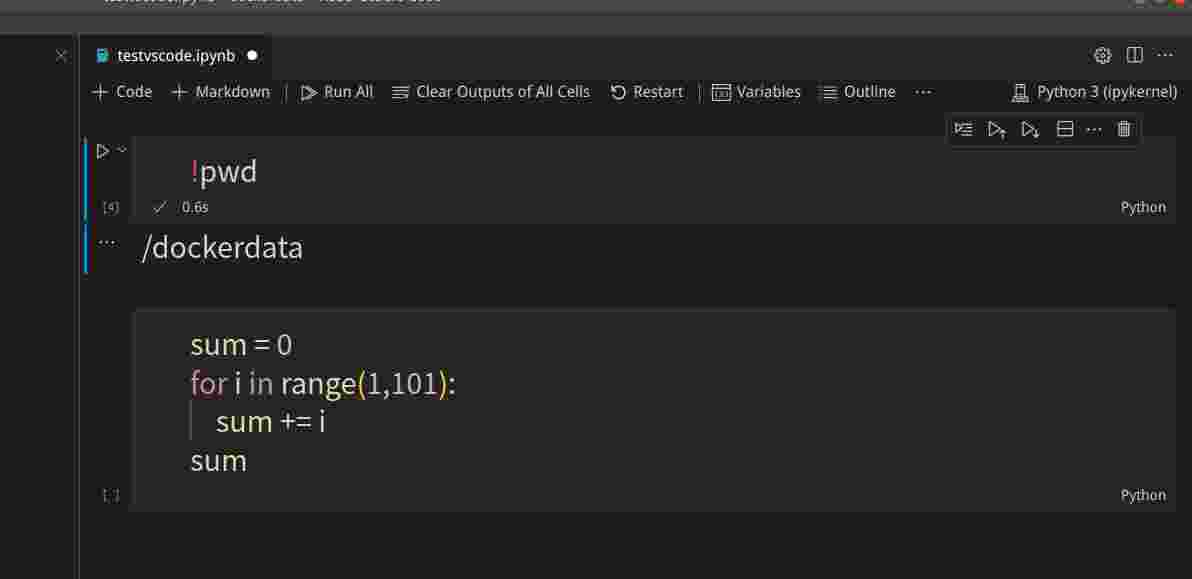 testvscode.ipynb
Code Markdown Run All Clear Outputs of All Cells Restart Variables Outline ... Python 3 (ipykernel)
!pwd
[4] 0.6s Python
/dockerdata
sum = 0
for i in range(1,101):
sum += i
sum
[ ] Python